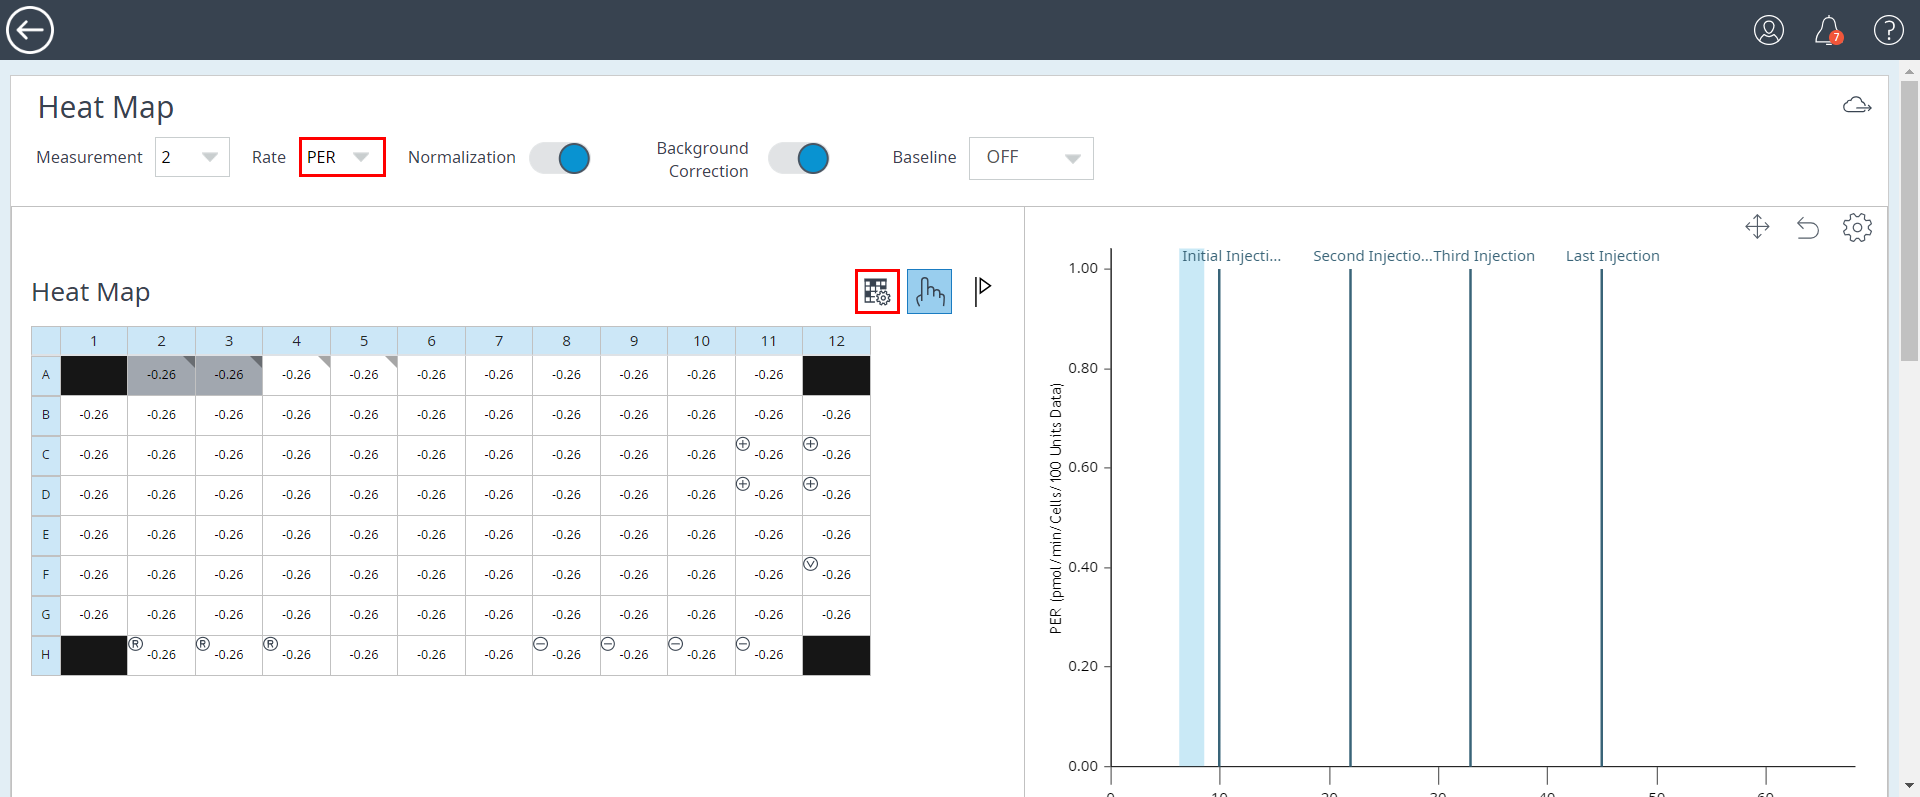 7
Heat Map
Measurement 2 Rate PER Normalization Background Correction Baseline OFF
Heat Map
1 2 3 4 5 6 7 8 9 10 11 12
A -0.26 -0.26 -0.26 -0.26 -0.26 -0.26 -0.26 -0.26 -0.26 -0.26
B -0.26 -0.26 -0.26 -0.26 -0.26 -0.26 -0.26 -0.26 -0.26 -0.26 -0.26 -0.26
C -0.26 -0.26 -0.26 -0.26 -0.26 -0.26 -0.26 -0.26 -0.26 -0.26 -0.26 -0.26
D -0.26 -0.26 -0.26 -0.26 -0.26 -0.26 -0.26 -0.26 -0.26 -0.26 -0.26 -0.26
E -0.26 -0.26 -0.26 -0.26 -0.26 -0.26 -0.26 -0.26 -0.26 -0.26 -0.26 -0.26
F -0.26 -0.26 -0.26 -0.26 -0.26 -0.26 -0.26 -0.26 -0.26 -0.26 -0.26 V -0.26
G -0.26 -0.26 -0.26 -0.26 -0.26 -0.26 -0.26 -0.26 -0.26 -0.26 -0.26 -0.26
H R -0.26 R -0.26 R -0.26 -0.26 -0.26 -0.26 -0.26 -0.26 -0.26 -0.26
Initial Injecti... Second Injectio... Third Injection Last Injection
PER (pmol/min/Cells/100 Units Data)
1.00
0.80
0.60
0.40
0.20
0.00
0 10 20 30 40 50 60